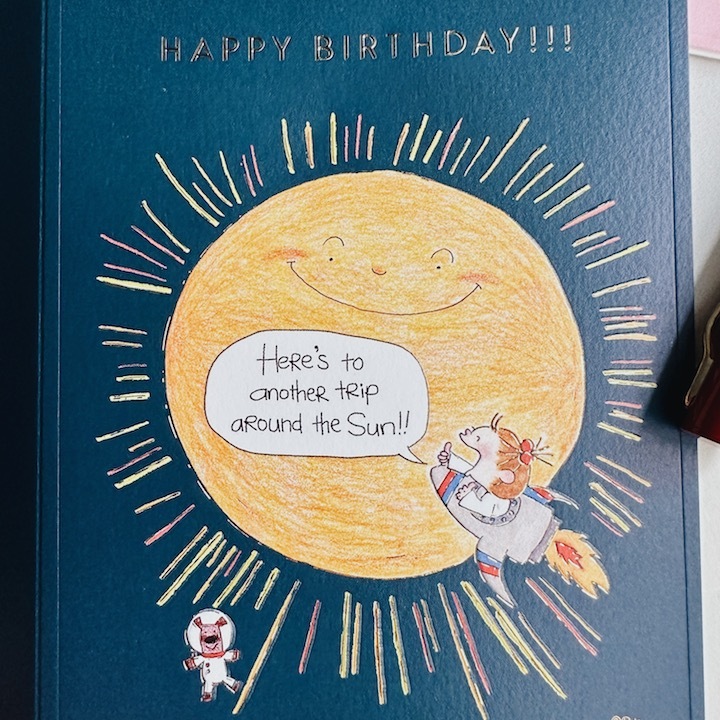 HAPPY BIRTHDAY!!!
Here's to
another trip
around the Sun!!